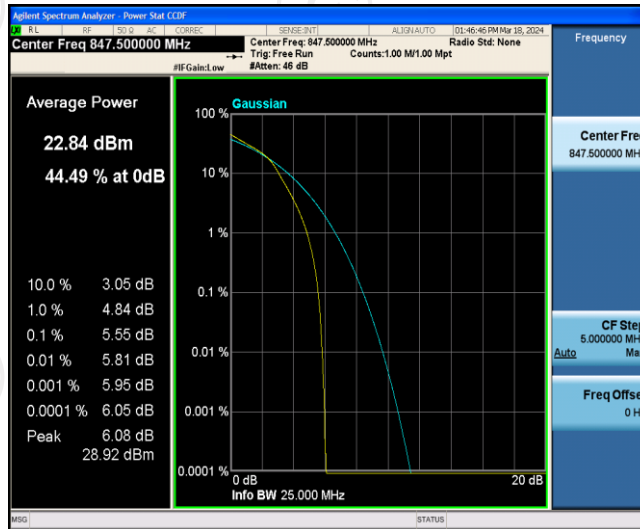 Agilent Spectrum Analyzer - Power Stat CCDF
RL RF 50 Ω AC CORREC SENSE:INT ALIGN AUTO 01:46:46 PM Mar 18, 2024
Center Freq 847.500000 MHz
Center Freq: 847.500000 MHz Radio Std: None
Trig: Free Run Counts:1.00 M/1.00 Mpt
#IFGain:Low #Atten: 46 dB
Frequency
Average Power
22.84 dBm
44.49 % at 0dB
10.0 % 3.05 dB
1.0 % 4.84 dB
0.1 % 5.55 dB
0.01 % 5.81 dB
0.001 % 5.95 dB
0.0001 % 6.05 dB
Peak 6.08 dB
28.92 dBm
Gaussian
100 %
10 %
1 %
0.1 %
0.01 %
0.001 %
0.0001 %
0 dB 20 dB
Info BW 25.000 MHz
Center Fre
847.500000 MH
CF Ste
5.000000 MH
Auto Ma
Freq Offse
0 H
MSG STATUS